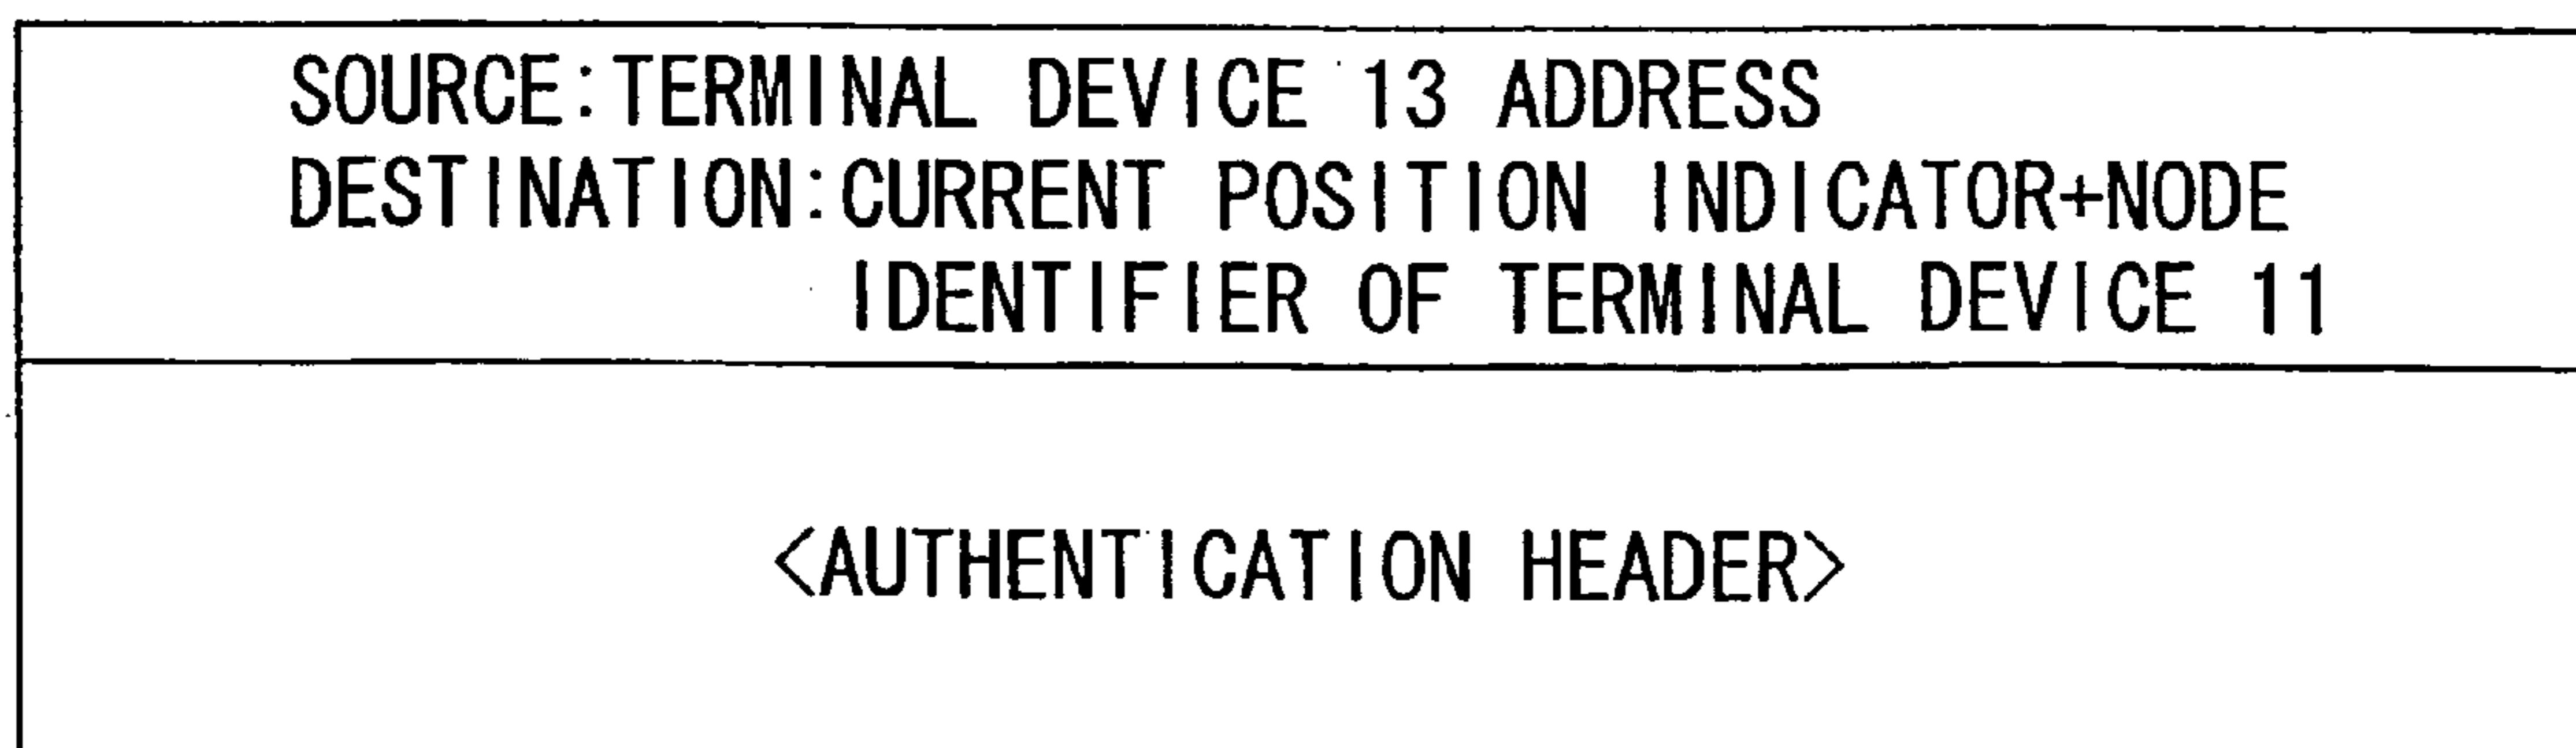 SOURCE:TERMINAL DEVICE 13 ADDRESS
DESTINATION:CURRENT POSITION INDICATOR+NODE
IDENTIFIER OF TERMINAL DEVICE 11
<AUTHENTICATION HEADER>